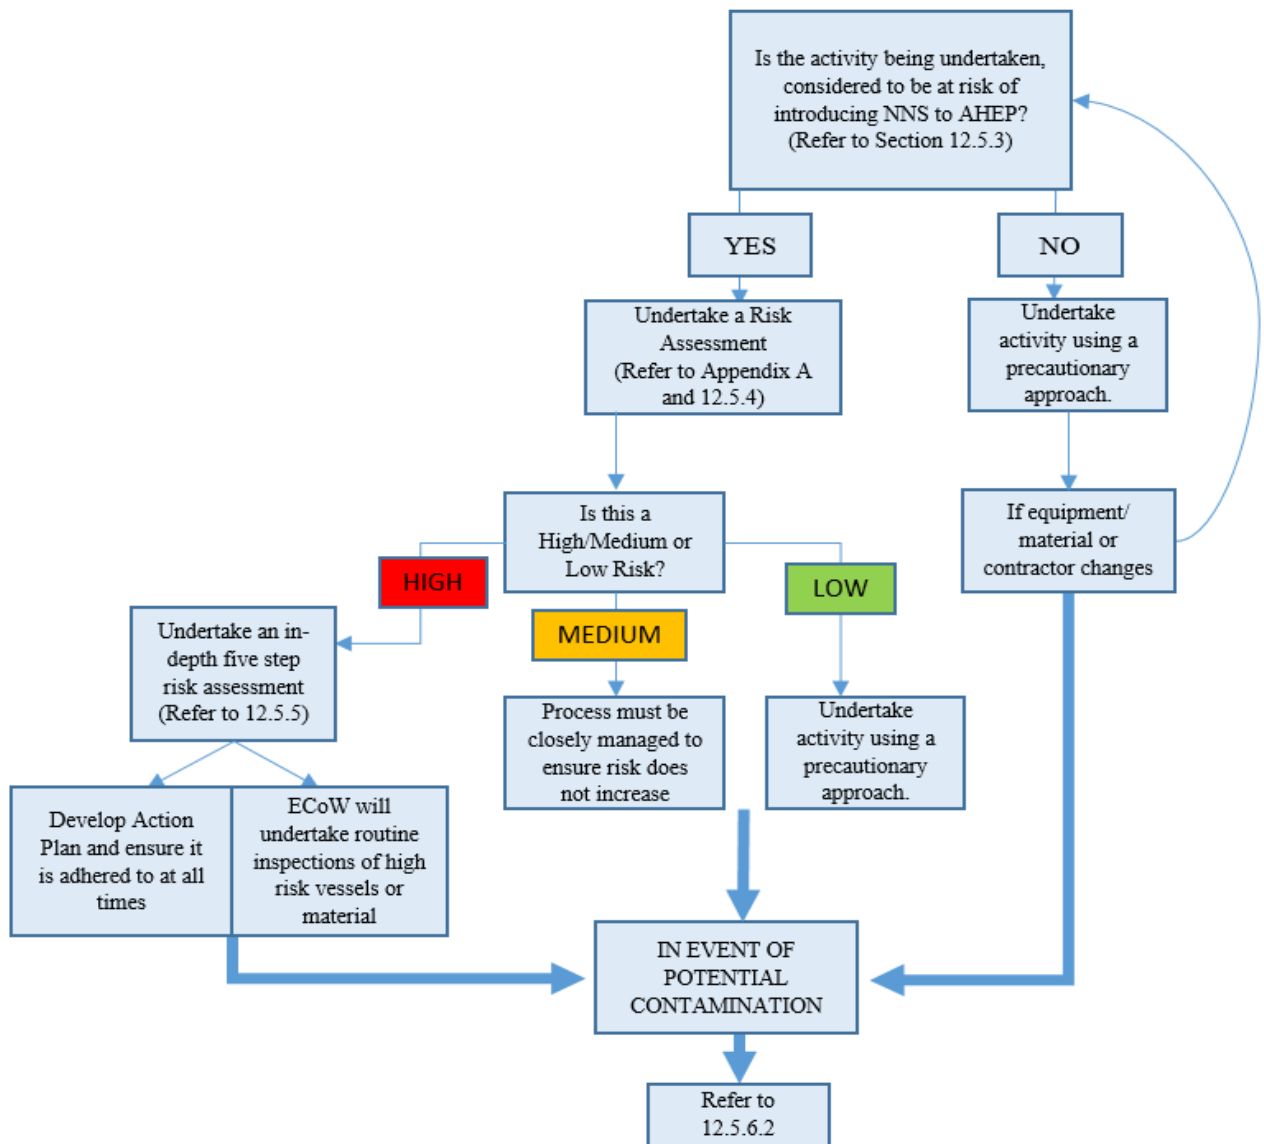 Is the activity being undertaken,
considered to be at risk of
introducing NNS to AHEP?
(Refer to Section 12.5.3)
YES
NO
Undertake a Risk
Assessment
(Refer to Appendix A
and 12.5.4)
Undertake
activity using a
precautionary
approach.
Is this a
High/Medium or
Low Risk?
If equipment/
material or
contractor changes
HIGH
MEDIUM
LOW
Undertake an in-
depth five step
risk assessment
(Refer to 12.5.5)
Process must be
closely managed to
ensure risk does
not increase
Undertake
activity using a
precautionary
approach.
Develop Action
Plan and ensure it
is adhered to at all
times
ECoW will
undertake routine
inspections of high
risk vessels or
material
IN EVENT OF
POTENTIAL
CONTAMINATION
Refer to
12.5.6.2